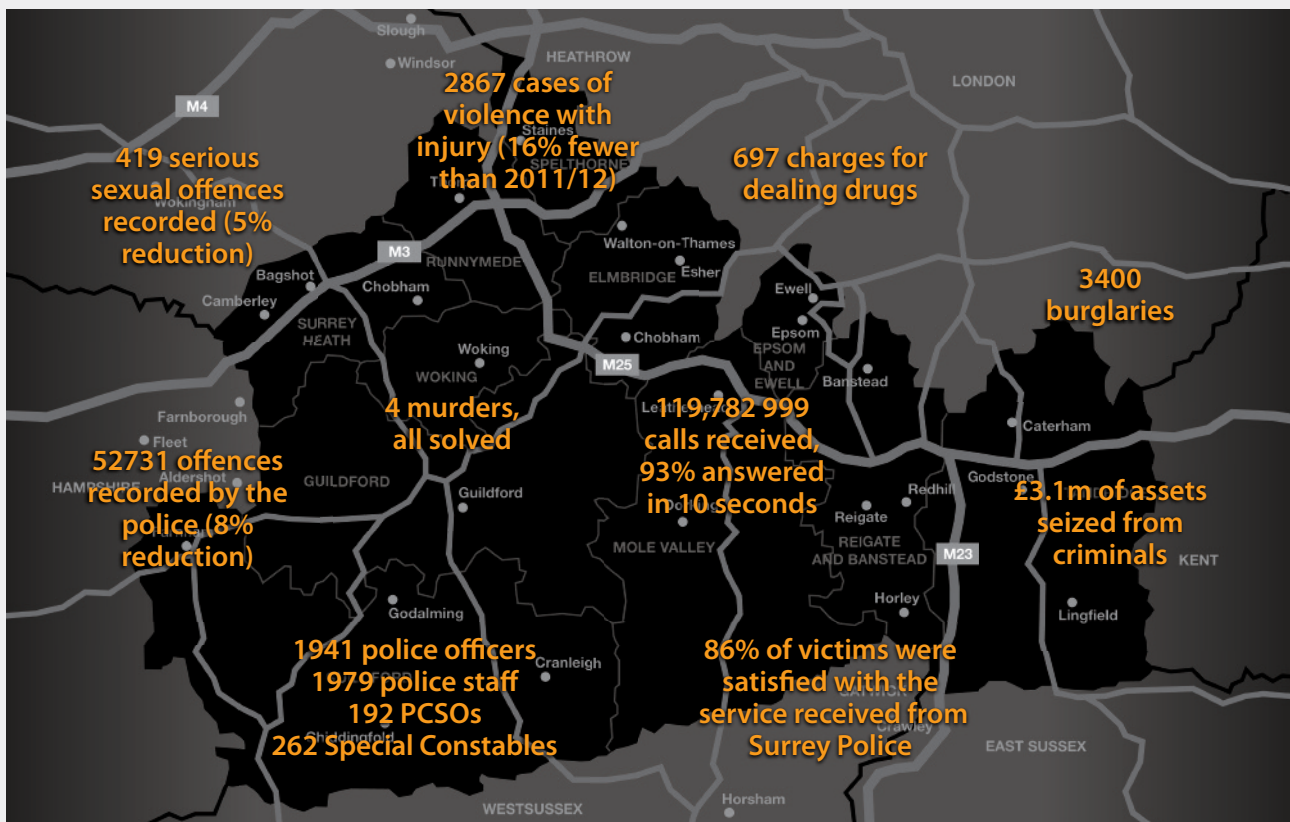 Slough
HEATHROW
Windsor
LONDON
M4
2867 cases of
violence with
injury (16% fewer
than 2011/12)
Staines
SPELTHORNE
419 serious
sexual offences
recorded (5%
reduction)
Wokingham
697 charges for
dealing drugs
M3
RUNNYMEDE
Walton-on-Thames
ELMBRIDGE
Esher
Bagshot
Chobham
Camberley
SURREY
HEATH
Ewell
Epsom
3400
burglaries
Woking
WOKING
Chobham
M25
EPSOM
AND
EWELL
Banstead
Farnborough
Fleet
4 murders,
all solved
119,782 999
calls received,
93% answered
in 10 seconds
Caterham
52731 offences
recorded by the
police (8%
reduction)
HAMPSHIRE
Aldershot
GUILDFORD
Guildford
Redhill
Reigate
REIGATE
AND BANSTEAD
Godstone
£3.1m of assets
seized from
criminals
MOLE VALLEY
M23
KENT
Horley
Lingfield
Godalming
1941 police officers
1979 police staff
192 PCSOs
262 Special Constables
Cranleigh
86% of victims were
satisfied with the
service received from
Surrey Police
Crawley
EAST SUSSEX
WESTSUSSEX
Horsham